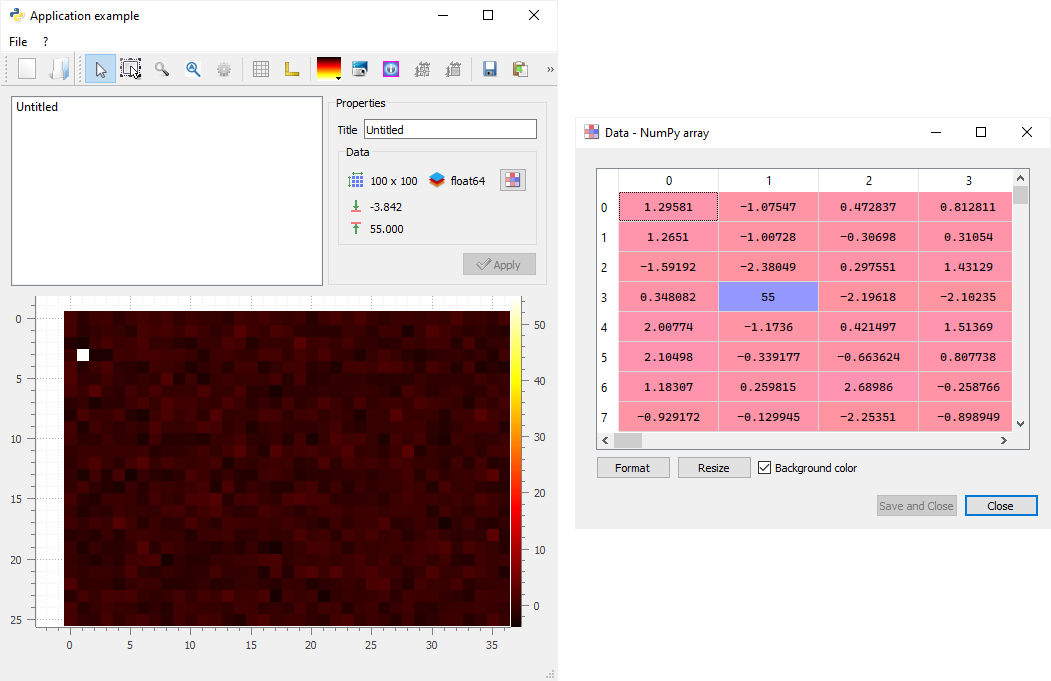 Application example
File ?
»
Untitled
Properties
Title Untitled
Data
100 x 100 float64
-3.842
55.000
Apply
0
5
10
15
20
25
0 5 10 15 20 25 30 35
50
40
30
20
10
0
Data - NumPy array
0 1 2 3
0 1.29581 -1.07547 0.472837 0.812811
1 1.2651 -1.00728 -0.30698 0.31054
2 -1.59192 -2.38049 0.297551 1.43129
3 0.348082 55 -2.19618 -2.10235
4 2.00774 -1.1736 0.421497 1.51369
5 2.10498 -0.339177 -0.663624 0.807738
6 1.18307 0.259815 2.68986 -0.258766
7 -0.929172 -0.129945 -2.25351 -0.898949
Format Resize Background color
Save and Close Close